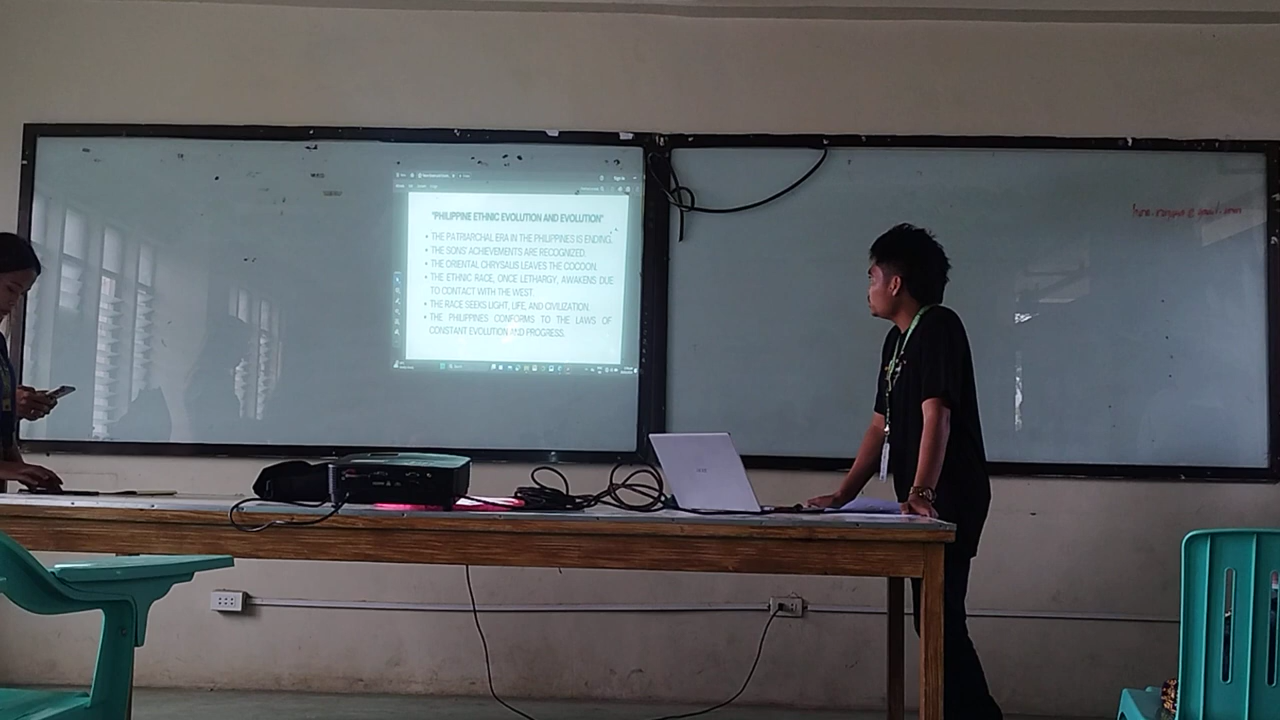 "PHILIPPINE ETHNIC EVOLUTION AND EVOLUTION"
• THE PATRIARCHAL ERA IN THE PHILIPPINES IS ENDING.
• THE SONS' ACHIEVEMENTS ARE RECOGNIZED.
• THE ORIENTAL CHRYSALIS LEAVES THE COCOON.
• THE ETHNIC RACE, ONCE LETHARGY, AWAKENS DUE
TO CONTACT WITH THE WEST.
• THE RACE SEEKS LIGHT, LIFE, AND CIVILIZATION.
• THE PHILIPPINES CONFORMS TO THE LAWS OF
CONSTANT EVOLUTION AND PROGRESS.